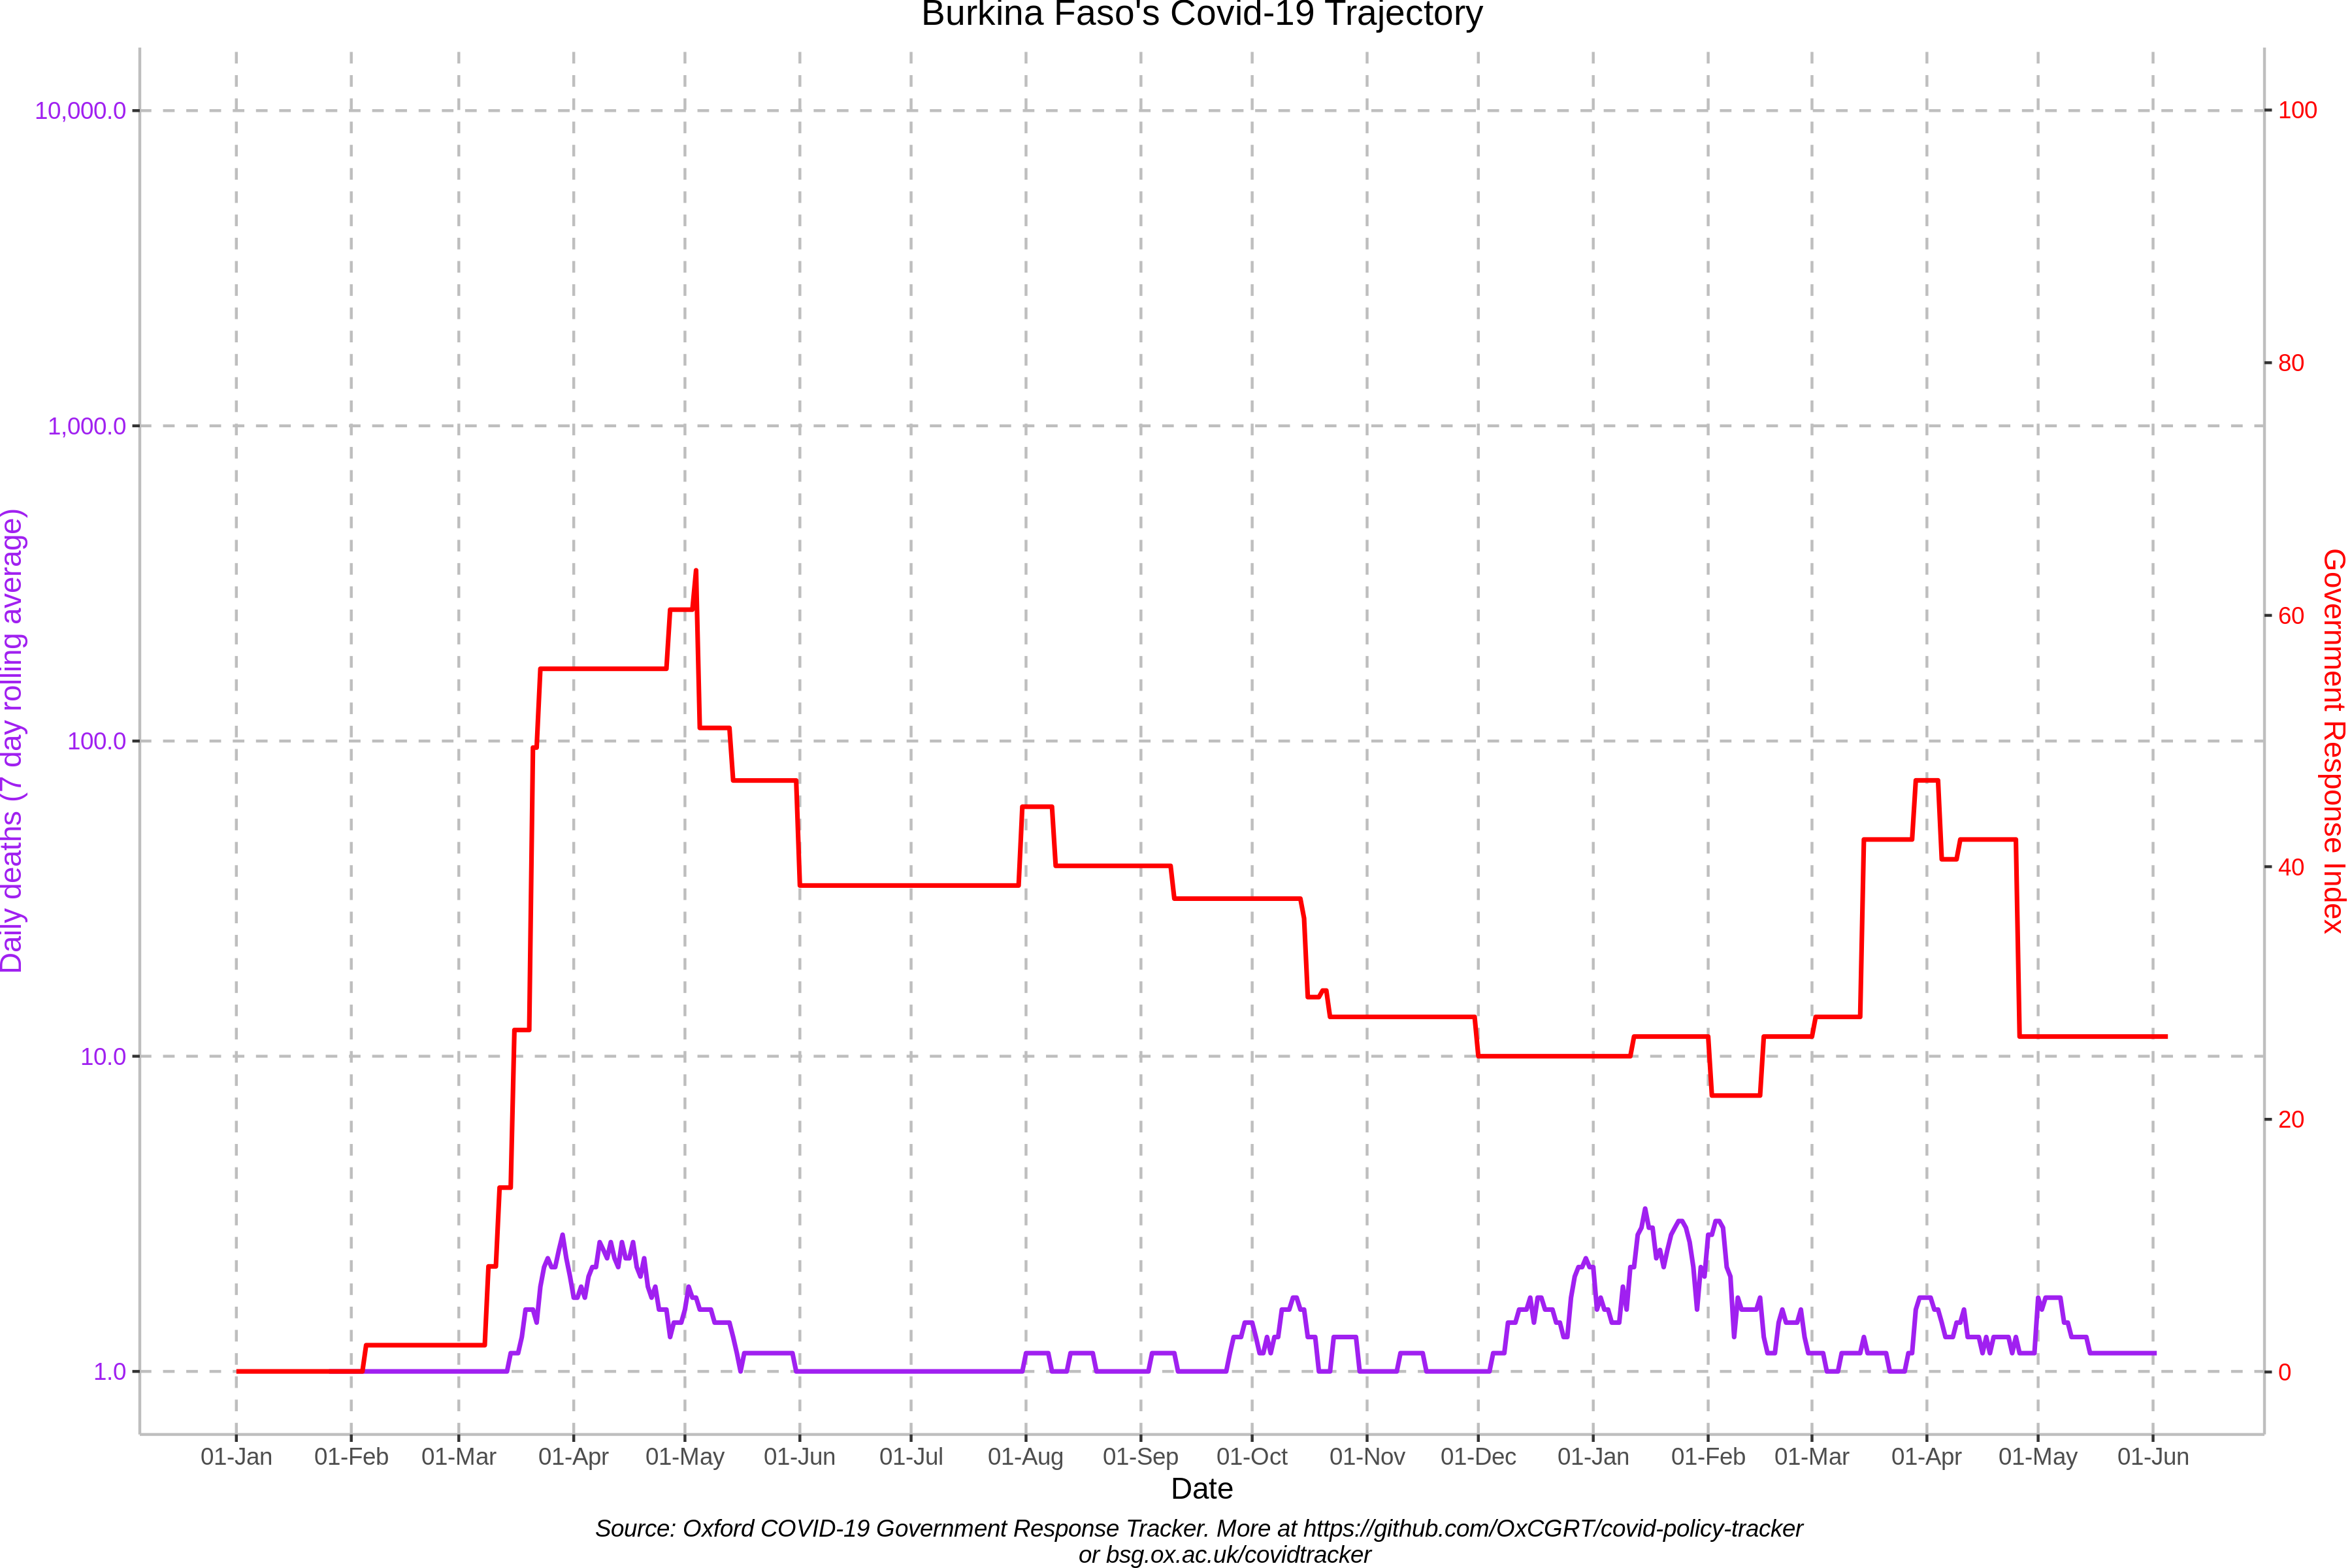 Burkina Faso's Covid-19 Trajectory
10,000.0
1,000.0
100.0
10.0
1.0
Daily deaths (7 day rolling average)
100
80
60
40
20
0
Government Response Index
01-Jan 01-Feb 01-Mar 01-Apr 01-May 01-Jun 01-Jul 01-Aug 01-Sep 01-Oct 01-Nov 01-Dec 01-Jan 01-Feb 01-Mar 01-Apr 01-May 01-Jun
Date
Source: Oxford COVID-19 Government Response Tracker. More at https://github.com/OxCGRT/covid-policy-tracker
or bsg.ox.ac.uk/covidtracker